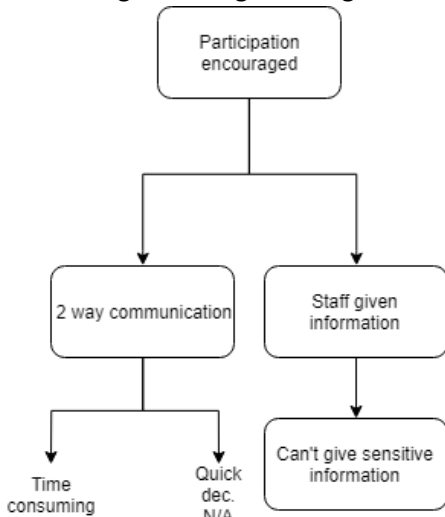 Participation
encouraged
2 way communication
Staff given
information
Time
consuming
Quick
dec.
N/A
Can't give sensitive
information